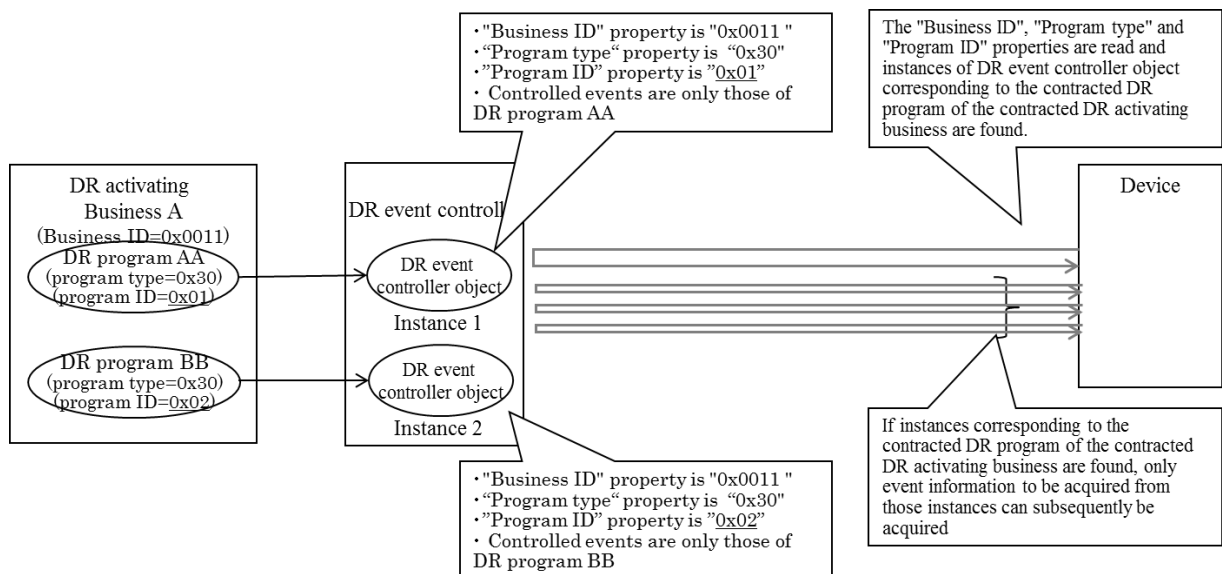 ・"Business ID" property is "0x0011 "
・“Program type“ property is “0x30"
・”Program ID” property is ”0x01”
・ Controlled events are only those of
DR program AA
The "Business ID", "Program type" and
"Program ID" properties are read and
instances of DR event controller object
corresponding to the contracted DR
program of the contracted DR activating
business are found.
DR activating
Business A
(Business ID=0x0011)
DR program AA
(program type=0x30)
(program ID=0x01)
DR program BB
(program type=0x30)
(program ID=0x02)
DR event controll
DR event
controller object
Instance 1
DR event
controller object
Instance 2
Device
・"Business ID" property is "0x0011 "
・“Program type“ property is “0x30"
・”Program ID” property is ”0x02”
・ Controlled events are only those of
DR program BB
If instances corresponding to the
contracted DR program of the contracted
DR activating business are found, only
event information to be acquired from
those instances can subsequently be
acquired